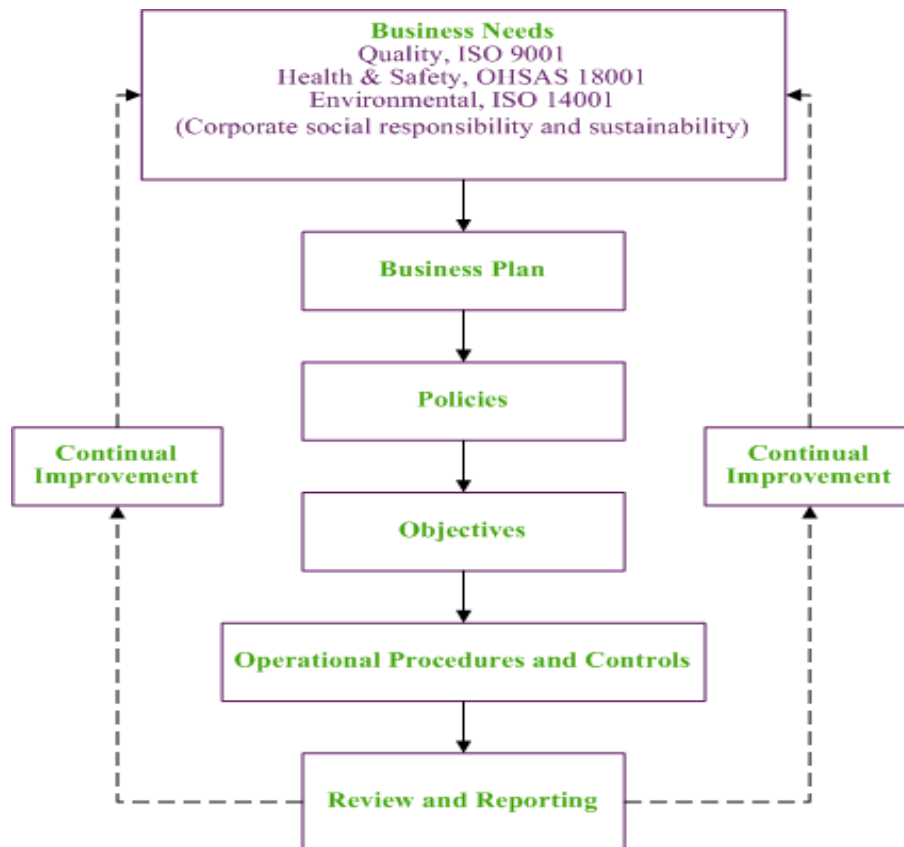 Business Needs
Quality, ISO 9001
Health & Safety, OHSAS 18001
Environmental, ISO 14001
(Corporate social responsibility and sustainability)
Business Plan
Policies
Continual
Improvement
Continual
Improvement
Objectives
Operational Procedures and Controls
Review and Reporting